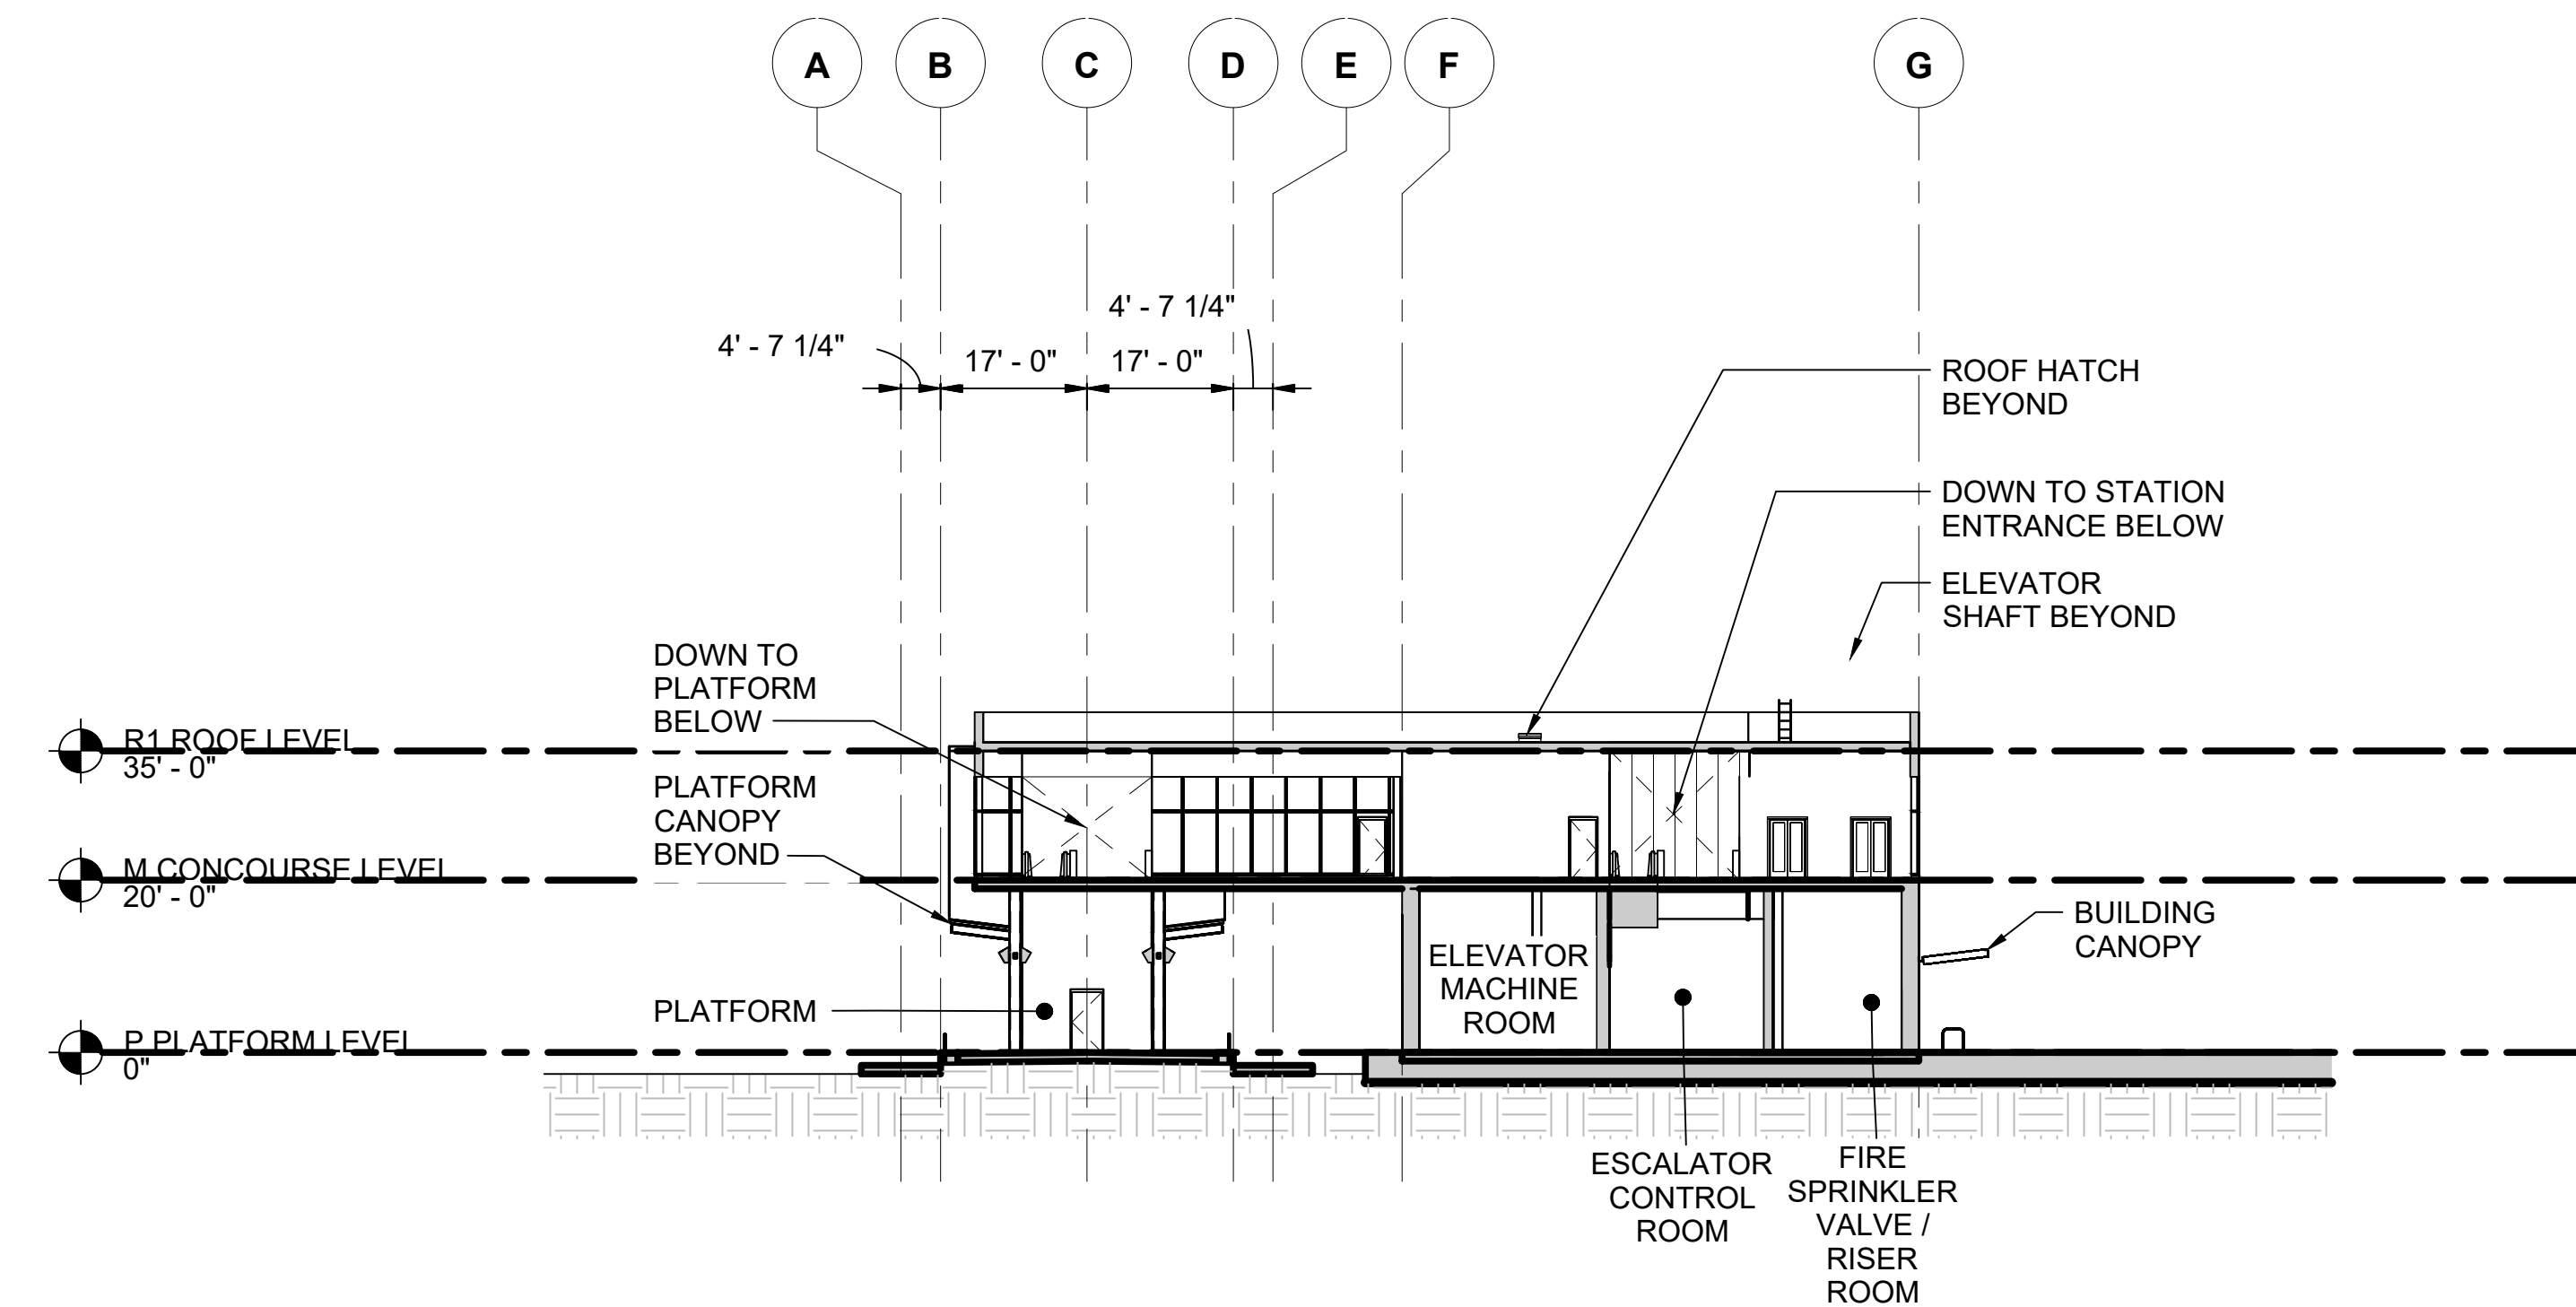 A
B
C
D
E
F
G
4' - 7 1/4"
4' - 7 1/4"
17' - 0"
17' - 0"
ROOF HATCH
BEYOND
DOWN TO STATION
ENTRANCE BELOW
ELEVATOR
SHAFT BEYOND
DOWN TO
PLATFORM
BELOW
R1 ROOF LEVEL
35' - 0"
PLATFORM
CANOPY
BEYOND
M CONCOURSE LEVEL
20' - 0"
BUILDING
CANOPY
ELEVATOR
MACHINE
ROOM
PLATFORM
P PLATFORM LEVEL
0"
ESCALATOR
CONTROL
ROOM
FIRE
SPRINKLER
VALVE /
RISER
ROOM